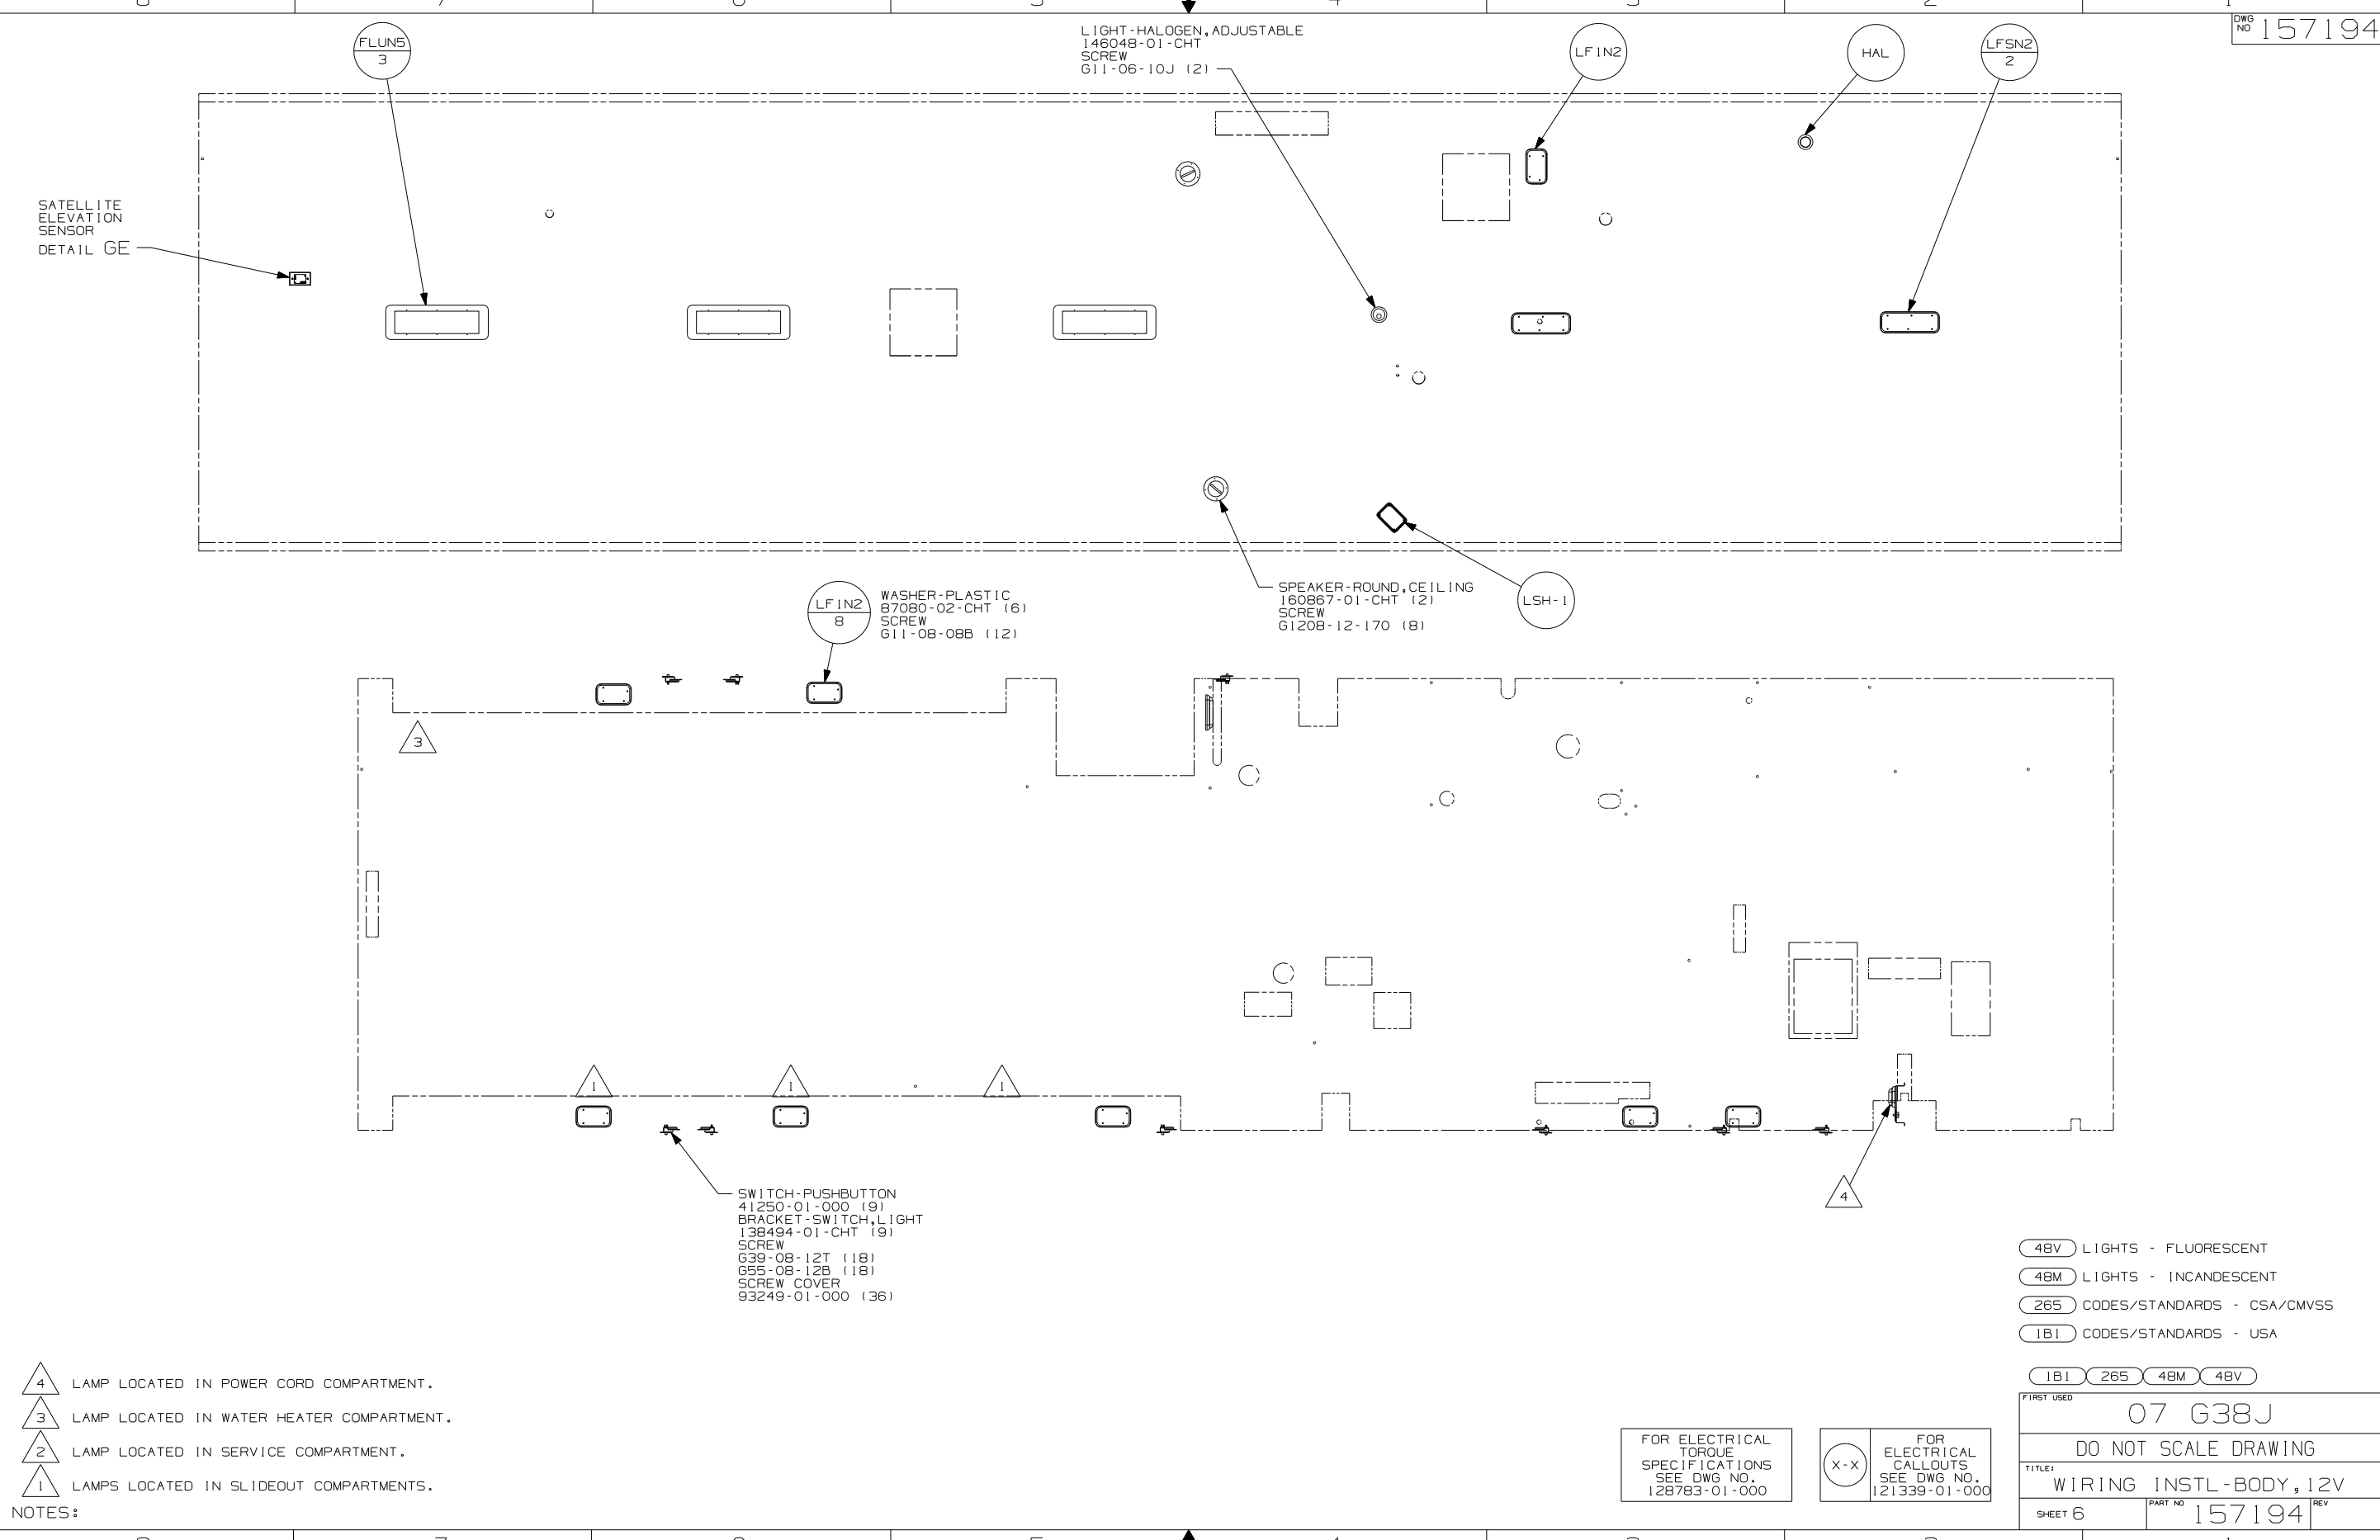 7
4
DWG NO 157194
FLUN5
3
LIGHT-HALOGEN,ADJUSTABLE
146048-01-CHT
SCREW
G11-06-10J (2)
LF1N2
HAL
LFSN2
2
SATELLITE
ELEVATION
SENSOR
DETAIL GE
LF1N2
8
WASHER-PLASTIC
87080-02-CHT (6)
SCREW
G11-08-08B (12)
SPEAKER-ROUND,CEILING
160867-01-CHT (2)
SCREW
G1208-12-170 (8)
LSH-1
3
1
1
1
4
SWITCH-PUSHBUTTON
41250-01-000 (9)
BRACKET-SWITCH,LIGHT
138494-01-CHT (9)
SCREW
G39-08-12T (18)
G55-08-12B (18)
SCREW COVER
93249-01-000 (36)
48V LIGHTS - FLUORESCENT
48M LIGHTS - INCANDESCENT
265 CODES/STANDARDS - CSA/CMVSS
1B1 CODES/STANDARDS - USA
1B1 265 48M 48V
4 LAMP LOCATED IN POWER CORD COMPARTMENT.
3 LAMP LOCATED IN WATER HEATER COMPARTMENT.
2 LAMP LOCATED IN SERVICE COMPARTMENT.
1 LAMPS LOCATED IN SLIDEOUT COMPARTMENTS.
NOTES:
FOR ELECTRICAL
TORQUE
SPECIFICATIONS
SEE DWG NO.
128783-01-000
X-X
FOR
ELECTRICAL
CALLOUTS
SEE DWG NO.
121339-01-000
FIRST USED
07 G38J
DO NOT SCALE DRAWING
TITLE:
WIRING INSTL-BODY,12V
SHEET 6
PART NO 157194
REV